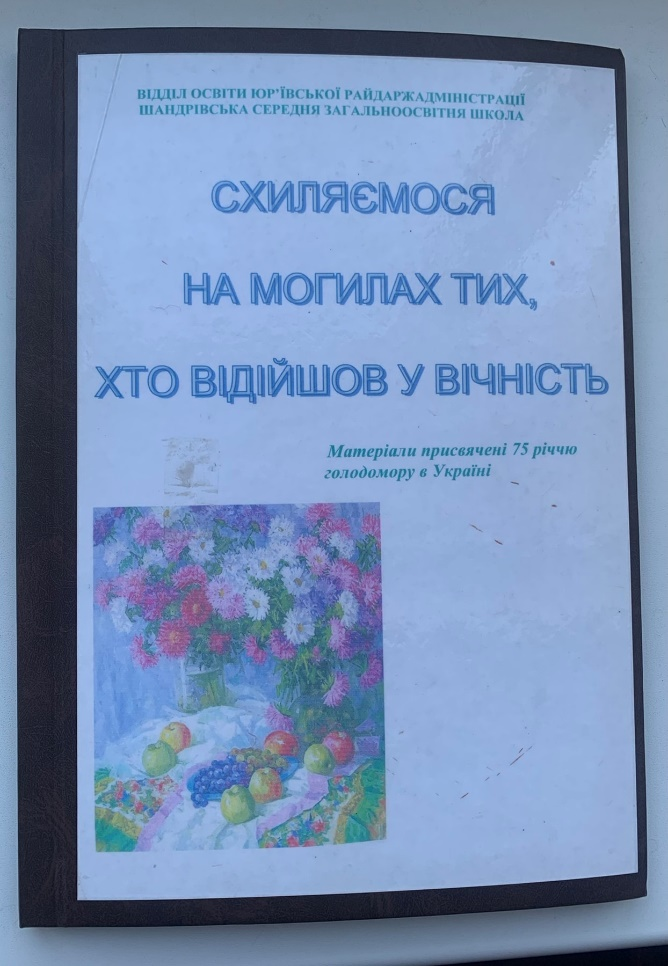 ВІДДІЛ ОСВІТИ ЮР'ЇВСЬКОЇ РАЙДАРЖАДМІНІСТРАЦІЇ
ШАНДРІВСЬКА СЕРЕДНЯ ЗАГАЛЬНООСВІТНЯ ШКОЛА
СХИЛЯЄМОСЯ
НА МОГИЛАХ ТИХ,
ХТО ВІДІЙШОВ У ВІЧНІСТЬ
Матеріали присвячені 75 річчю
голодомору в Україні